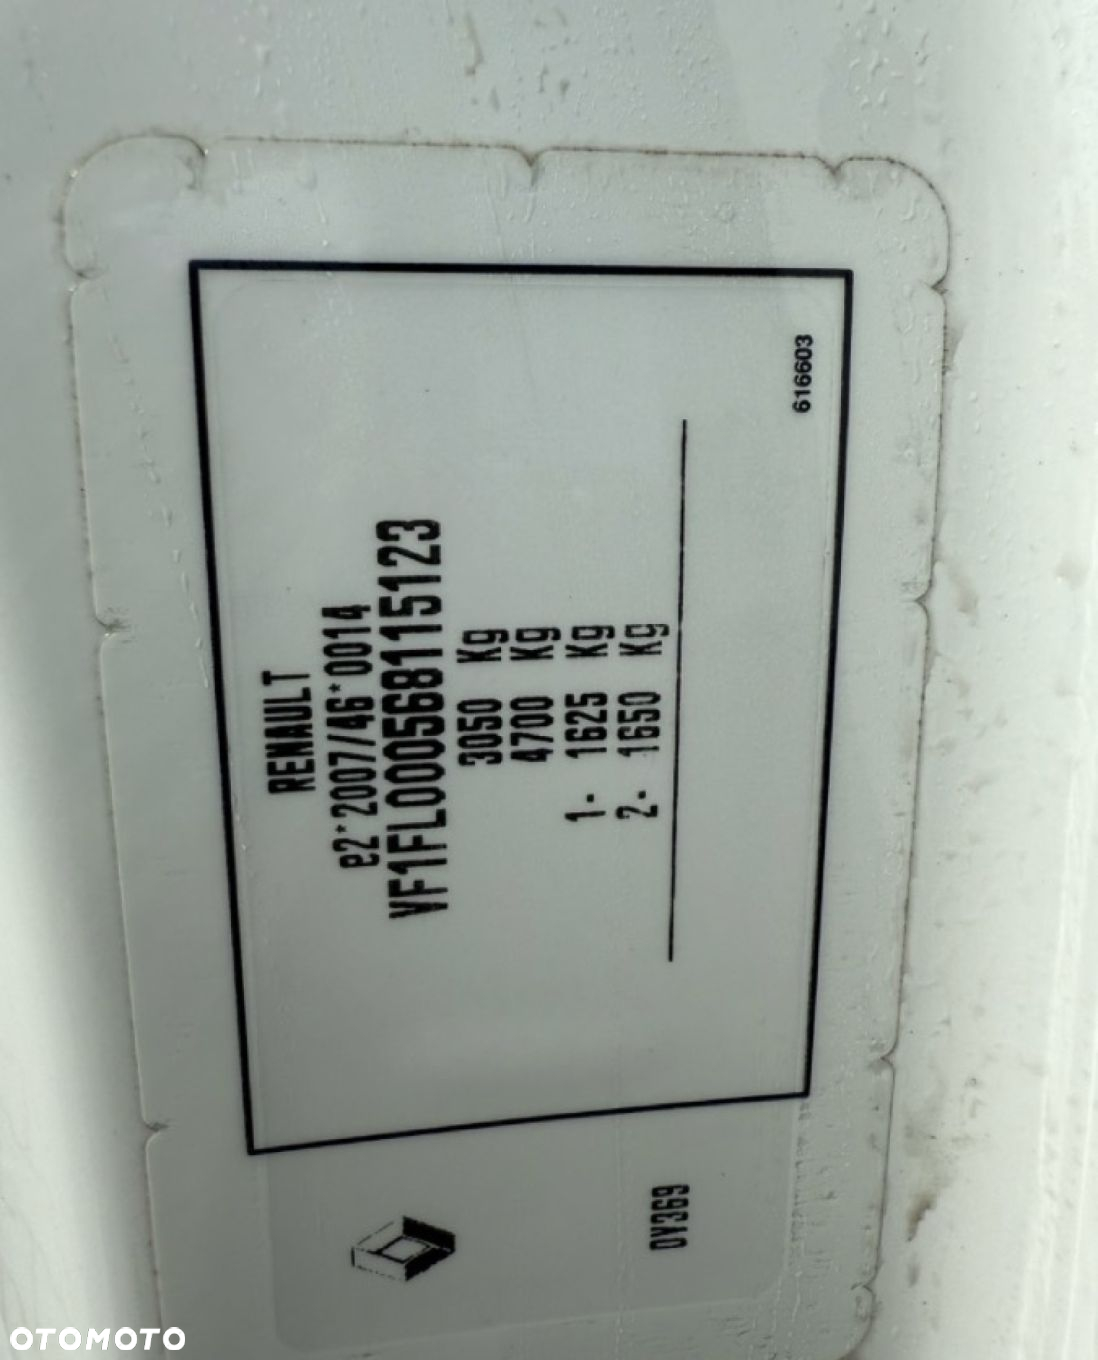 RENAULT
e2*2007/46*0014
VF1FL000568115123
3050 Kg
4700 Kg
1- 1625 Kg
2- 1650 Kg
616603
0Y369
OTOMOTO